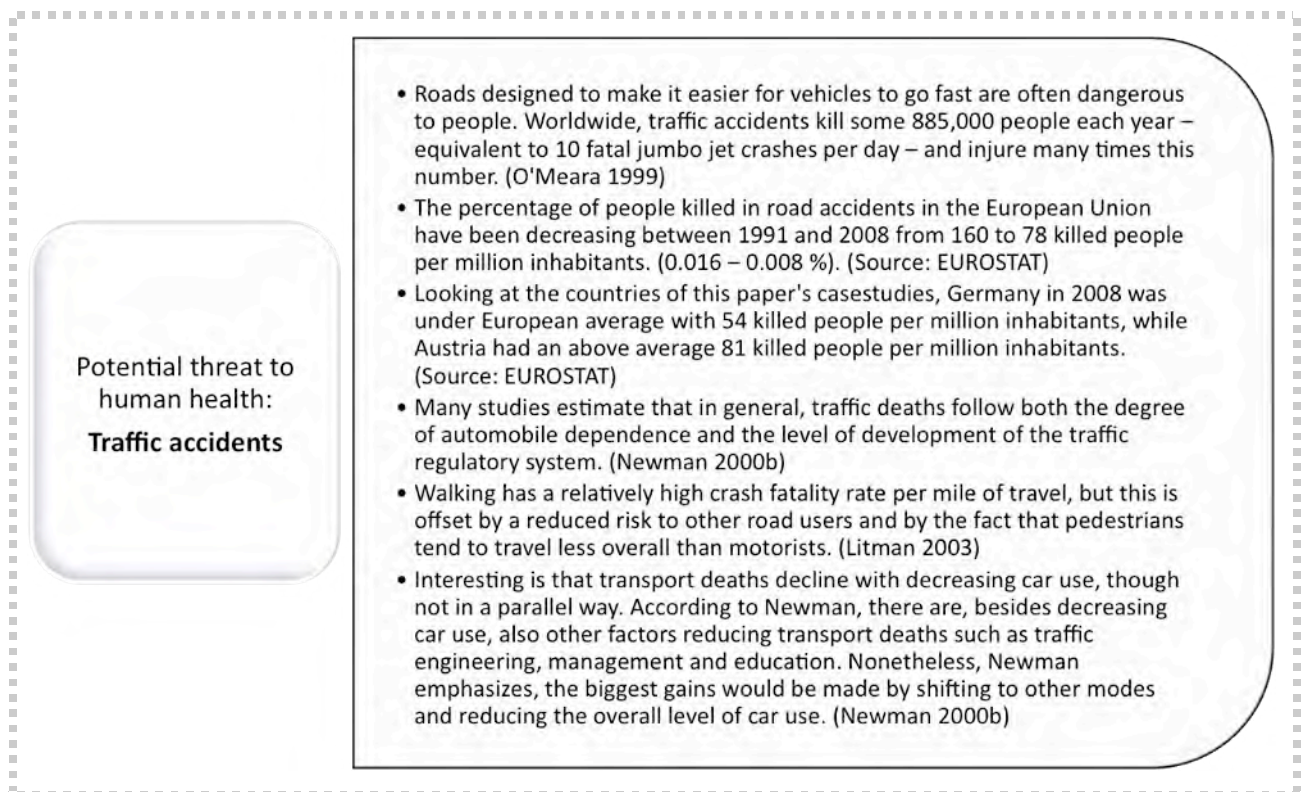 Potential threat to
human health:
Traffic accidents
• Roads designed to make it easier for vehicles to go fast are often dangerous
to people. Worldwide, traffic accidents kill some 885,000 people each year –
equivalent to 10 fatal jumbo jet crashes per day – and injure many times this
number. (O'Meara 1999)
• The percentage of people killed in road accidents in the European Union
have been decreasing between 1991 and 2008 from 160 to 78 killed people
per million inhabitants. (0.016 – 0.008 %). (Source: EUROSTAT)
• Looking at the countries of this paper's casestudies, Germany in 2008 was
under European average with 54 killed people per million inhabitants, while
Austria had an above average 81 killed people per million inhabitants.
(Source: EUROSTAT)
• Many studies estimate that in general, traffic deaths follow both the degree
of automobile dependence and the level of development of the traffic
regulatory system. (Newman 2000b)
• Walking has a relatively high crash fatality rate per mile of travel, but this is
offset by a reduced risk to other road users and by the fact that pedestrians
tend to travel less overall than motorists. (Litman 2003)
• Interesting is that transport deaths decline with decreasing car use, though
not in a parallel way. According to Newman, there are, besides decreasing
car use, also other factors reducing transport deaths such as traffic
engineering, management and education. Nonetheless, Newman
emphasizes, the biggest gains would be made by shifting to other modes
and reducing the overall level of car use. (Newman 2000b)